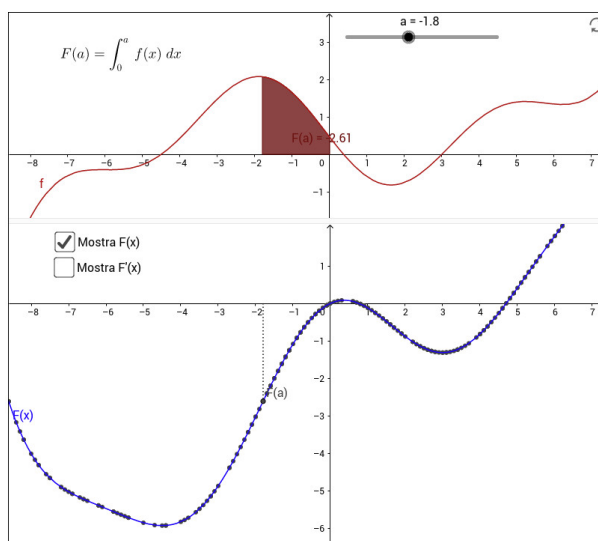 a = -1.8
F(a) = ∫₀ᵃ f(x) dx
3
2
1
F(a) = -2.61
-8 -7 -6 -5 -4 -3 -2 -1 0 1 2 3 4 5 6 7
f
-1
Mostra F(x)
Mostra F'(x)
1
-8 -7 -6 -5 -4 -3 -2 -1 0 1 2 3 4 5 6 7
-1
-2
F(a)
-3
F(x)
-4
-5
-6